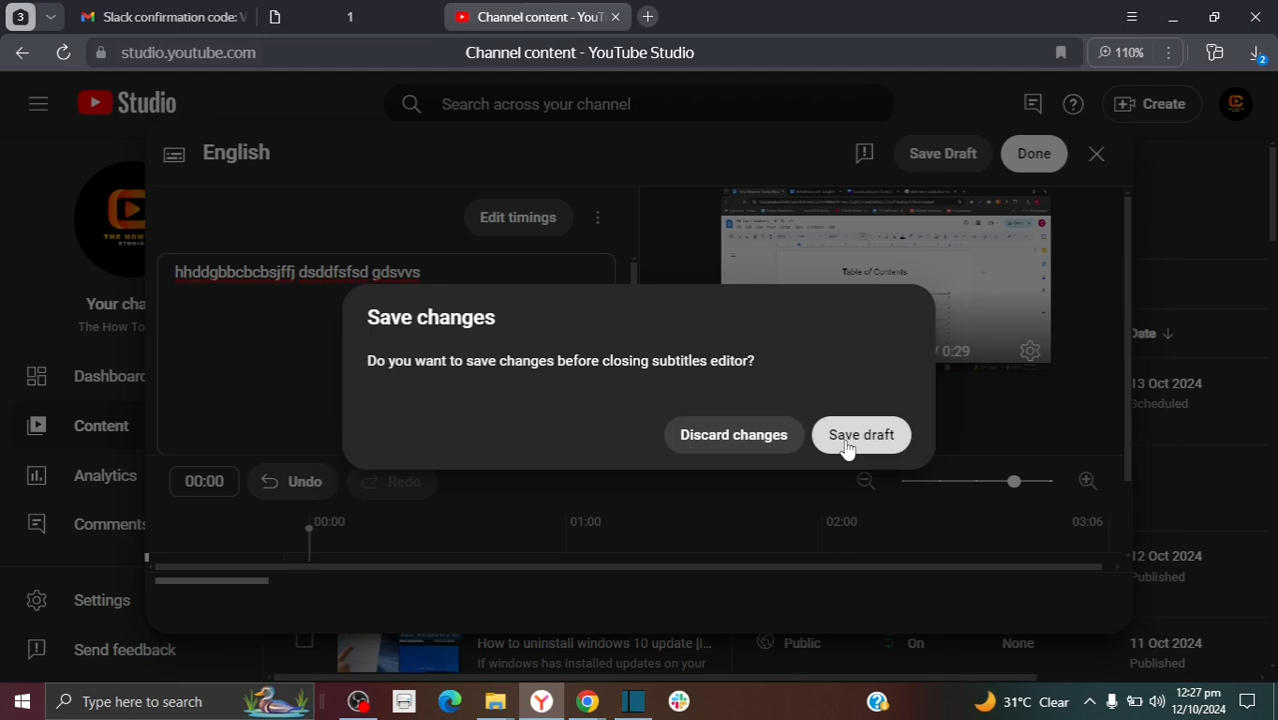 3
Slack confirmation code: V
1
Channel content - YouT
studio.youtube.com
Channel content - YouTube Studio
110%
2
Studio
Search across your channel
Create
English
Save Draft
Done
Edit timings
hhddgbbcbcbsjffj dsddfsfsd gdsvvs
Table of Contents
/ 0:29
Save changes
Do you want to save changes before closing subtitles editor?
Discard changes
Save draft
Your cha
The How To
Dashboard
Content
Analytics
Comments
Settings
Send feedback
Date
13 Oct 2024
Scheduled
12 Oct 2024
Published
11 Oct 2024
Published
00:00
Undo
Redo
00:00
01:00
02:00
03:06
How to uninstall windows 10 update [I...
If windows has installed updates on your
Public
On
None
Type here to search
31°C Clear
12:27 pm
12/10/2024